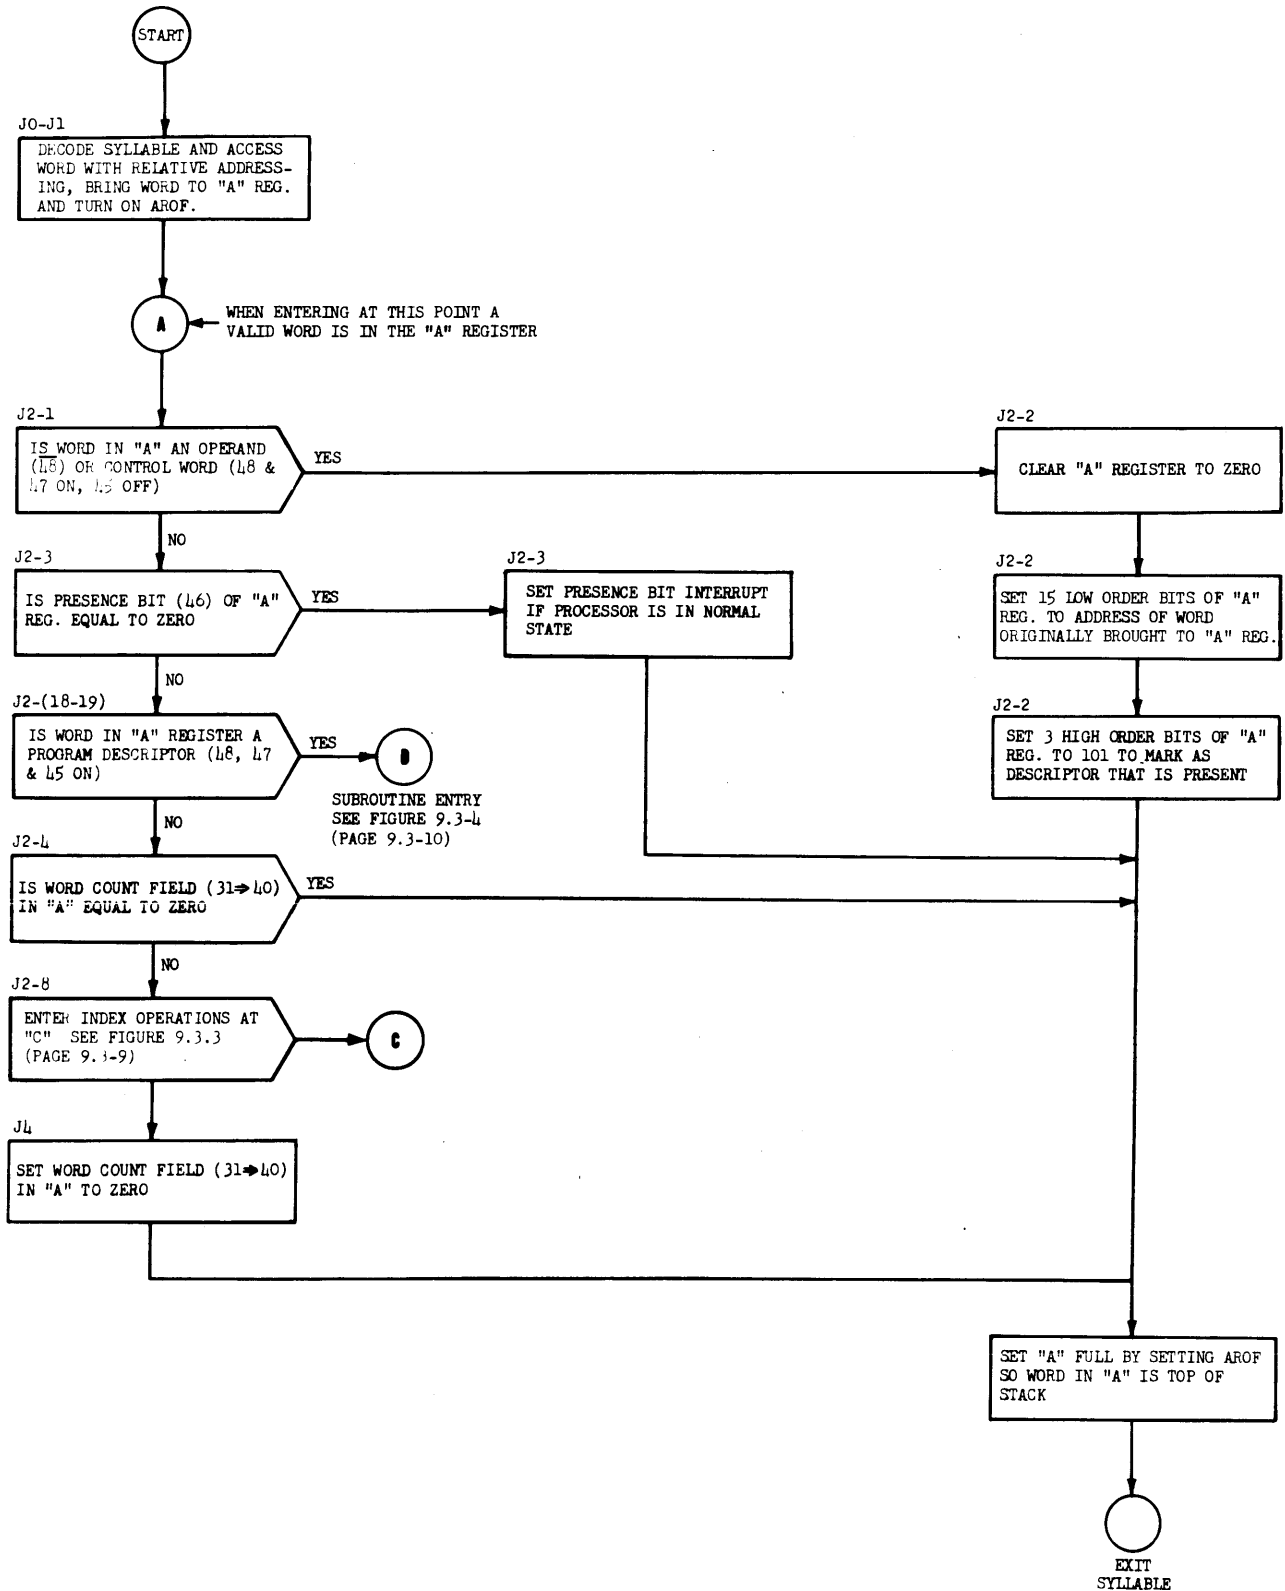 START
J0-J1
DECODE SYLLABLE AND ACCESS
WORD WITH RELATIVE ADDRESS-
ING, BRING WORD TO "A" REG.
AND TURN ON AROF.
A
WHEN ENTERING AT THIS POINT A
VALID WORD IS IN THE "A" REGISTER
J2-1
IS WORD IN "A" AN OPERAND
(48) OR CONTROL WORD (48 &
47 ON, 45 OFF)
YES
NO
J2-2
CLEAR "A" REGISTER TO ZERO
J2-3
IS PRESENCE BIT (46) OF "A"
REG. EQUAL TO ZERO
YES
NO
J2-3
SET PRESENCE BIT INTERRUPT
IF PROCESSOR IS IN NORMAL
STATE
J2-2
SET 15 LOW ORDER BITS OF "A"
REG. TO ADDRESS OF WORD
ORIGINALLY BROUGHT TO "A" REG.
J2-(18-19)
IS WORD IN "A" REGISTER A
PROGRAM DESCRIPTOR (48, 47
& 45 ON)
YES
NO
SUBROUTINE ENTRY
SEE FIGURE 9.3-4
(PAGE 9.3-10)
J2-2
SET 3 HIGH ORDER BITS OF "A"
REG. TO 101 TO MARK AS
DESCRIPTOR THAT IS PRESENT
J2-4
IS WORD COUNT FIELD (31⇒40)
IN "A" EQUAL TO ZERO
YES
NO
J2-8
ENTER INDEX OPERATIONS AT
"C" SEE FIGURE 9.3.3
(PAGE 9.3-9)
C
J4
SET WORD COUNT FIELD (31⇒40)
IN "A" TO ZERO
SET "A" FULL BY SETTING AROF
SO WORD IN "A" IS TOP OF
STACK
EXIT
SYLLABLE